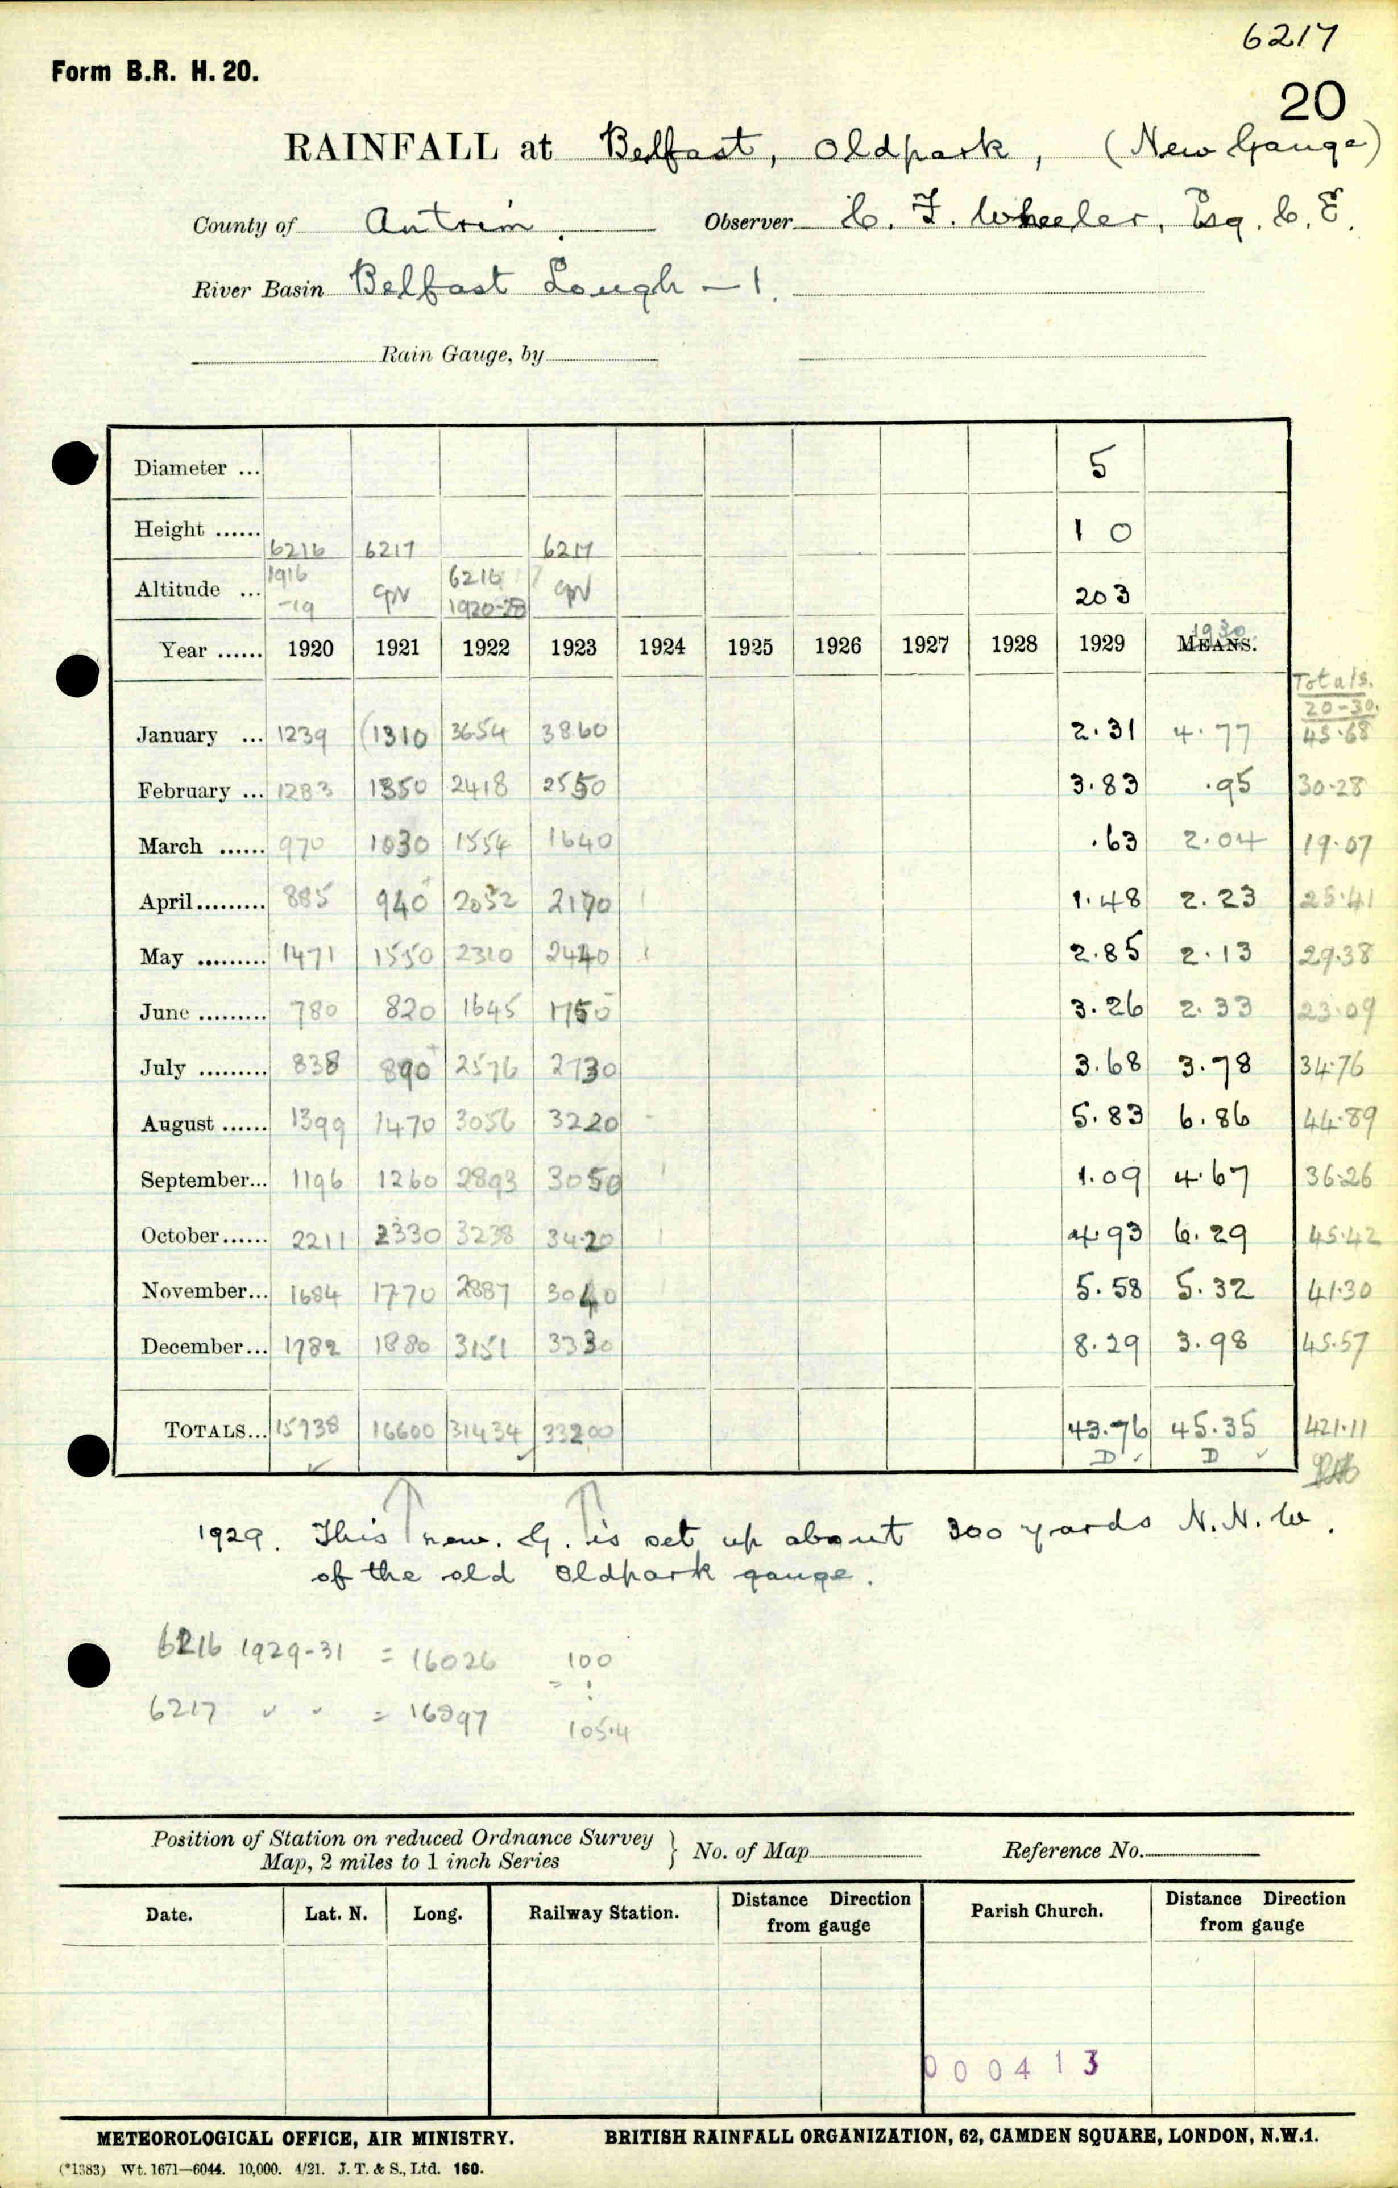 6217
Form B.R. H. 20.
20
RAINFALL at Belfast, Oldpark, (New Gauge)
County of Antrim. Observer C. F. Wheeler, Esq. C. E.
River Basin Belfast Lough - 1.
Rain Gauge, by
Diameter ... 5
Height ...... 1 0
6216 6217 6217
Altitude ... 1916 -19 6216 1920-28 203
Year ...... 1920 1921 1922 1923 1924 1925 1926 1927 1928 1929 MEANS. 1930
Totals. 20-30.
January ... 1239 (1310 3654 3860 2.31 4.77 45.68
February ... 1283 1350 2418 2550 3.83 .95 30.28
March ...... 970 1030 1554 1640 .63 2.04 19.07
April......... 885 940 2052 2170 1.48 2.23 25.41
May ......... 1471 1550 2310 2440 2.85 2.13 29.38
June ......... 780 820 1645 1750 3.26 2.33 23.09
July ......... 838 890 2576 2730 3.68 3.78 34.76
August ...... 1399 1470 3056 3220 5.83 6.86 44.89
September... 1196 1260 2893 3050 1.09 4.67 36.26
October...... 2211 2330 3238 3420 4.93 6.29 45.42
November... 1684 1770 2887 3040 5.58 5.32 41.30
December... 1782 1880 3151 3330 8.29 3.98 45.57
TOTALS... 15738 16600 31434 33200 43.76 45.35 421.11
D ✓ D ✓
1929. This new. G. is set up about 300 yards N.N.W.
of the old Oldpark gauge.
6216 1929-31 = 16026 100
6217 " " = 16897 105.4
Position of Station on reduced Ordnance Survey
Map, 2 miles to 1 inch Series } No. of Map Reference No.
Date. Lat. N. Long. Railway Station. Distance Direction from gauge Parish Church. Distance Direction from gauge
000413
METEOROLOGICAL OFFICE, AIR MINISTRY. BRITISH RAINFALL ORGANIZATION, 62, CAMDEN SQUARE, LONDON, N.W.1.
(*1383) Wt. 1671—6044. 10,000. 4/21. J. T. & S., Ltd. 160.